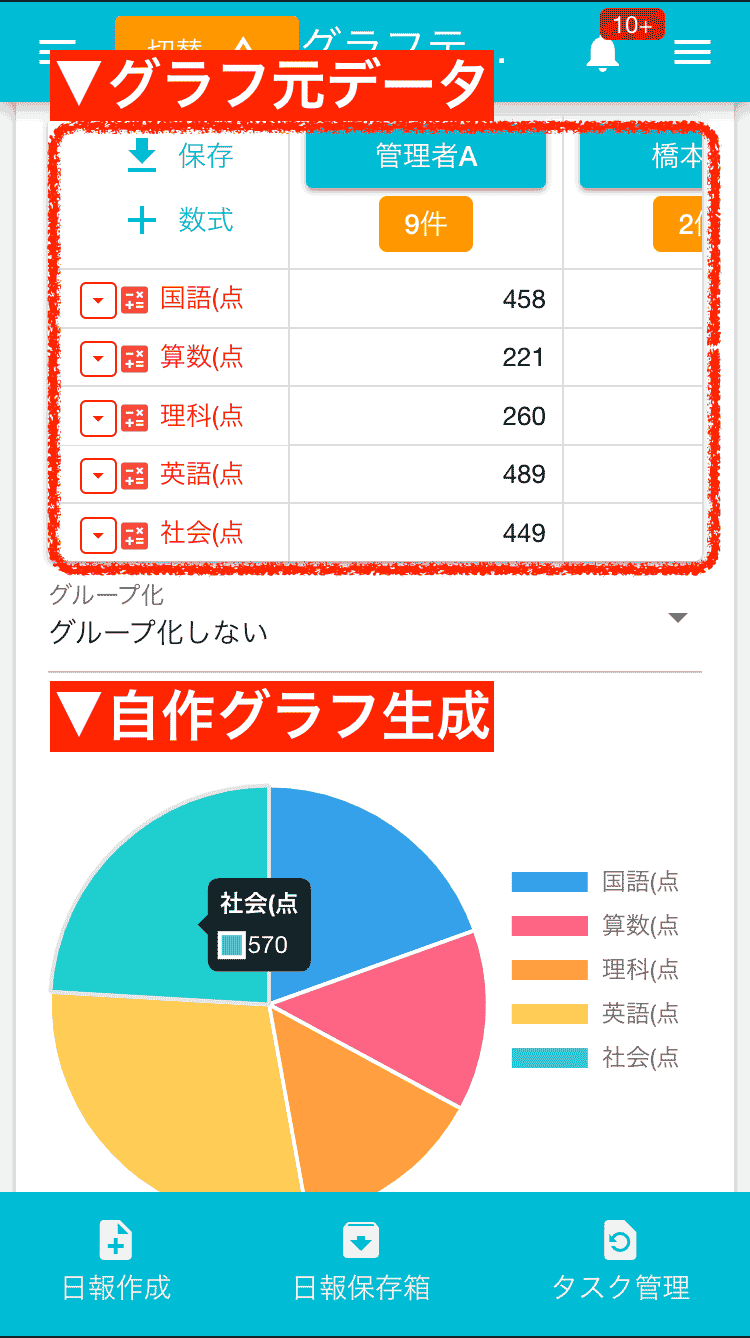 10+
グラフテ...
▼グラフ元データ
保存
管理者A
橋本
数式
9件
国語(点
458
算数(点
221
理科(点
260
英語(点
489
社会(点
449
グループ化
グループ化しない
▼自作グラフ生成
国語(点
算数(点
理科(点
英語(点
社会(点
社会(点
570
日報作成
日報保存箱
タスク管理